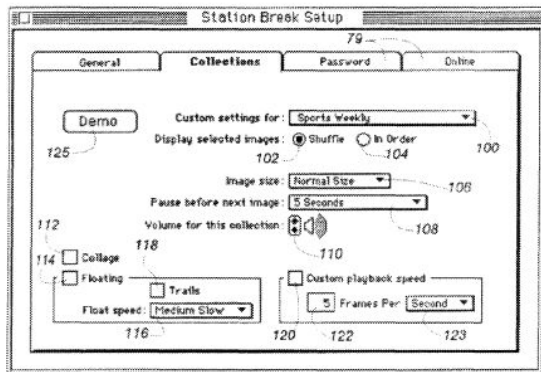 Station Break Setup
79
General Collections Password Online
Demo
125
Custom settings for: Sports Weekly
100
Display selected images: Shuffle In Order
102 104
Image size: Normal Size
106
Pause before next image: 5 Seconds
108
Volume for this collection:
110
112 Collage
114 Floating
118
Trails
Float speed: Medium Slow
116
Custom playback speed
5 Frames Per Second
120 122 123